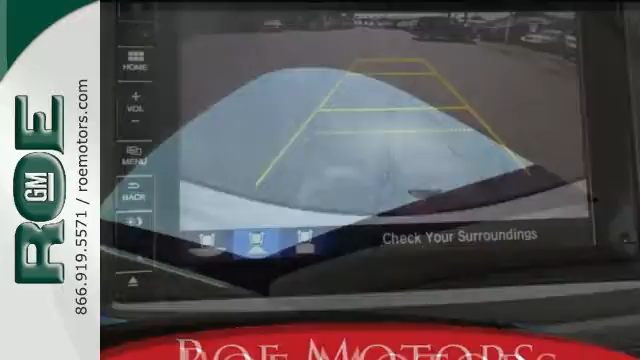 HOME
+
VOL
−
MENU
BACK
Check Your Surroundings
ROE
GM
866.919.5571 / roemotors.com
ROE MOTORS